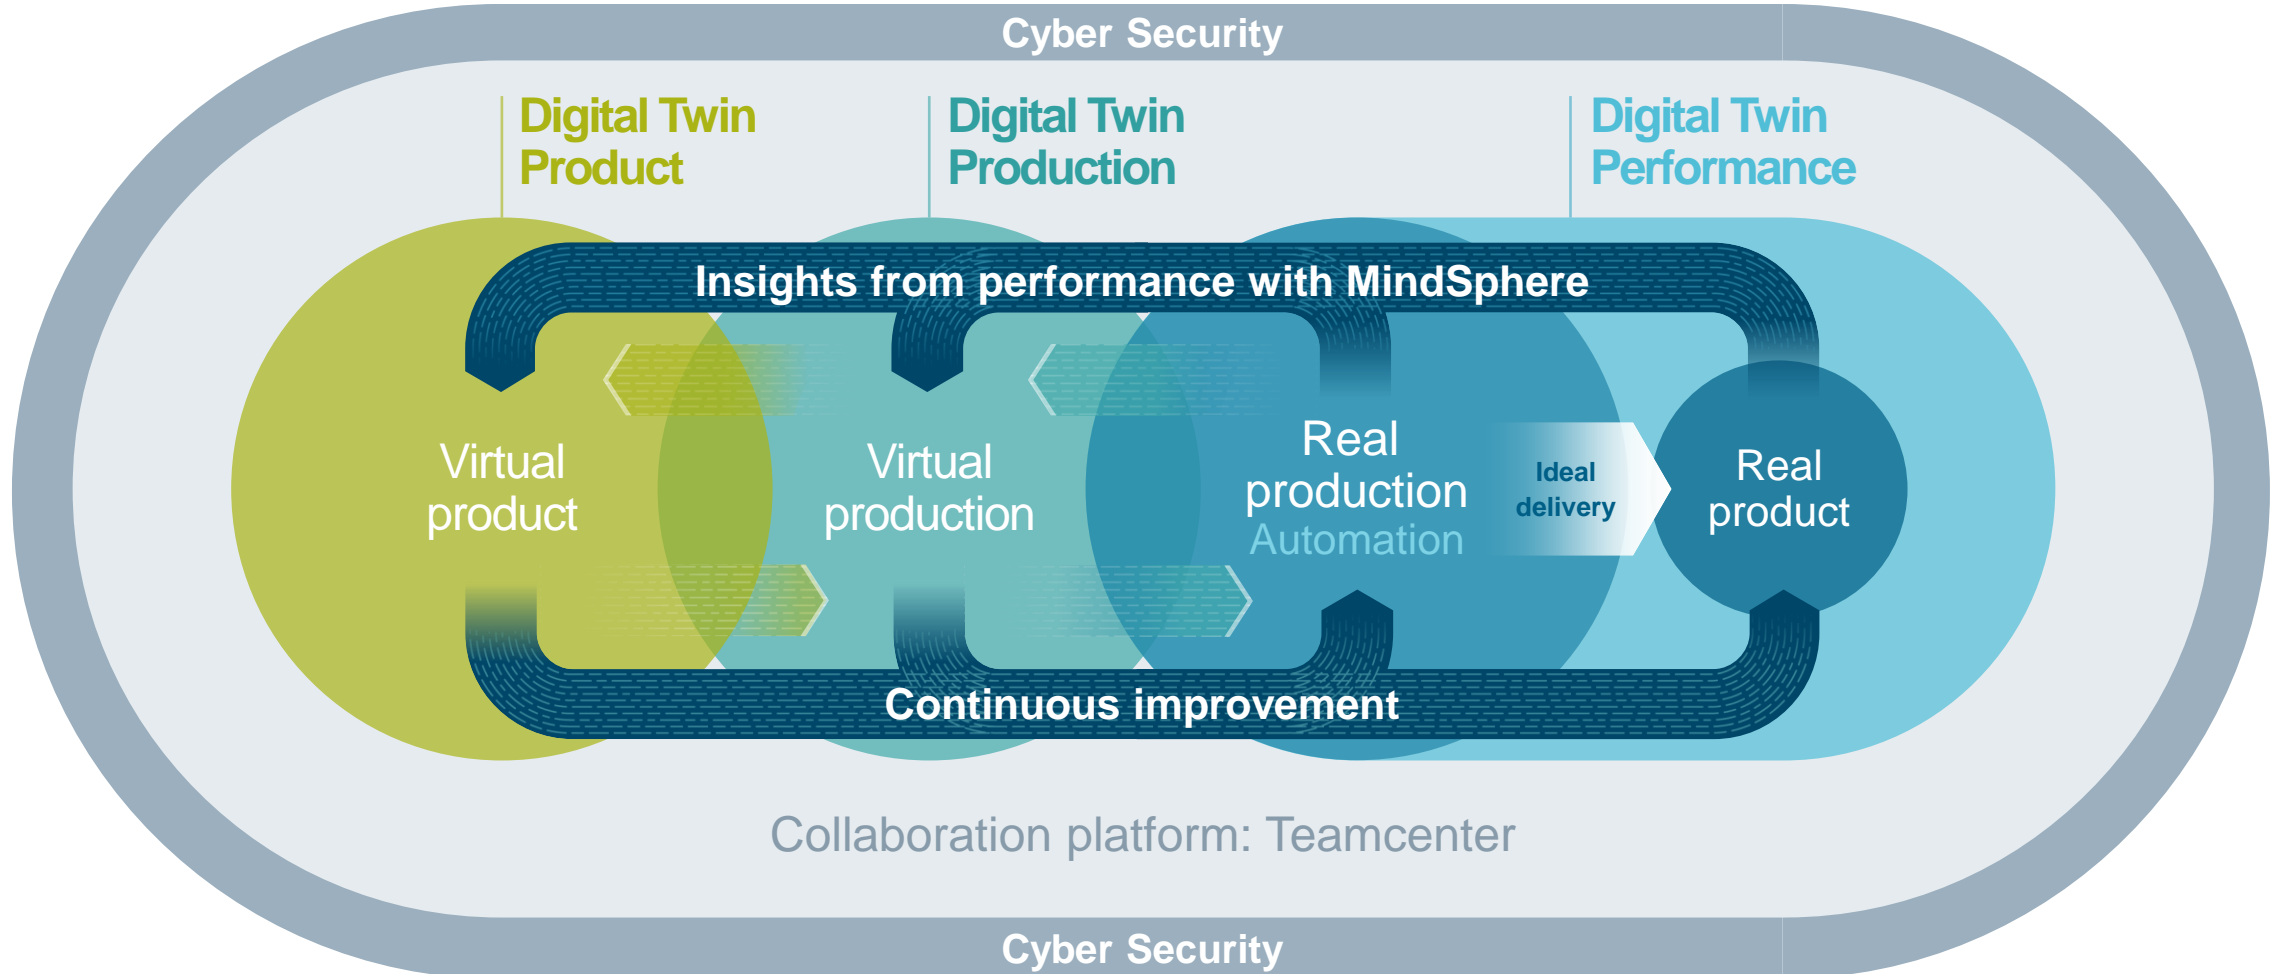 Cyber Security
Digital Twin
Product
Digital Twin
Production
Digital Twin
Performance
Insights from performance with MindSphere
Virtual
product
Virtual
production
Real
production
Automation
Ideal
delivery
Real
product
Continuous improvement
Collaboration platform: Teamcenter
Cyber Security